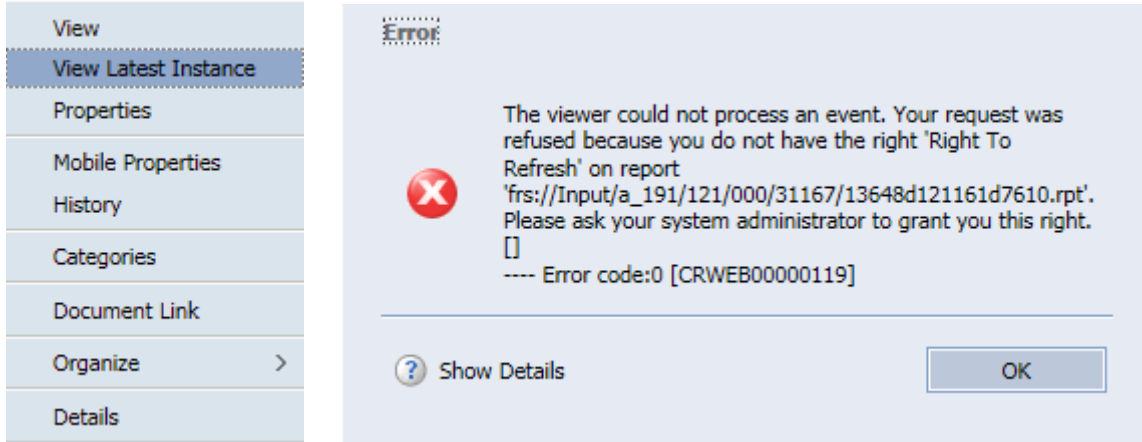 View
View Latest Instance
Properties
Mobile Properties
History
Categories
Document Link
Organize
Details
Error
The viewer could not process an event. Your request was
refused because you do not have the right 'Right To
Refresh' on report
'frs://Input/a_191/121/000/31167/13648d121161d7610.rpt'.
Please ask your system administrator to grant you this right.
[]
---- Error code:0 [CRWEB00000119]
Show Details
OK